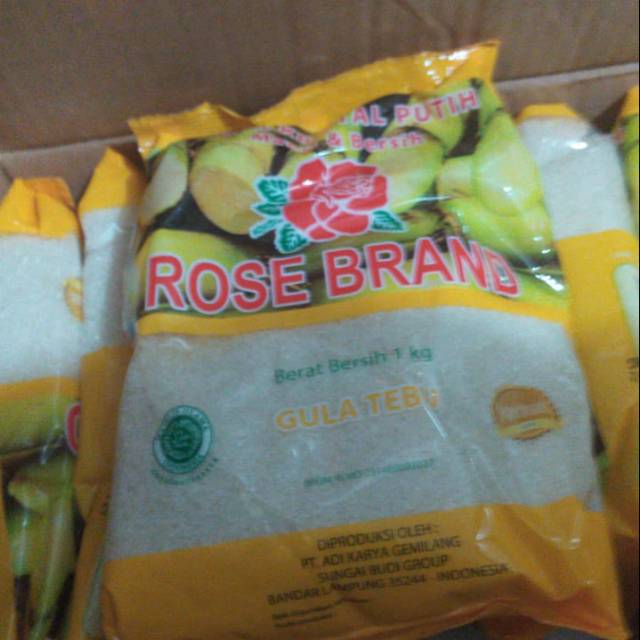 AL PUTIH
& Bersih
ROSE BRAND
Berat Bersih 1 kg
GULA TEBU
DIPRODUKSI OLEH :
PT. ADI KARYA GEMILANG
SUNGAI BUDI GROUP
BANDAR LAMPUNG 35244 - INDONESIA